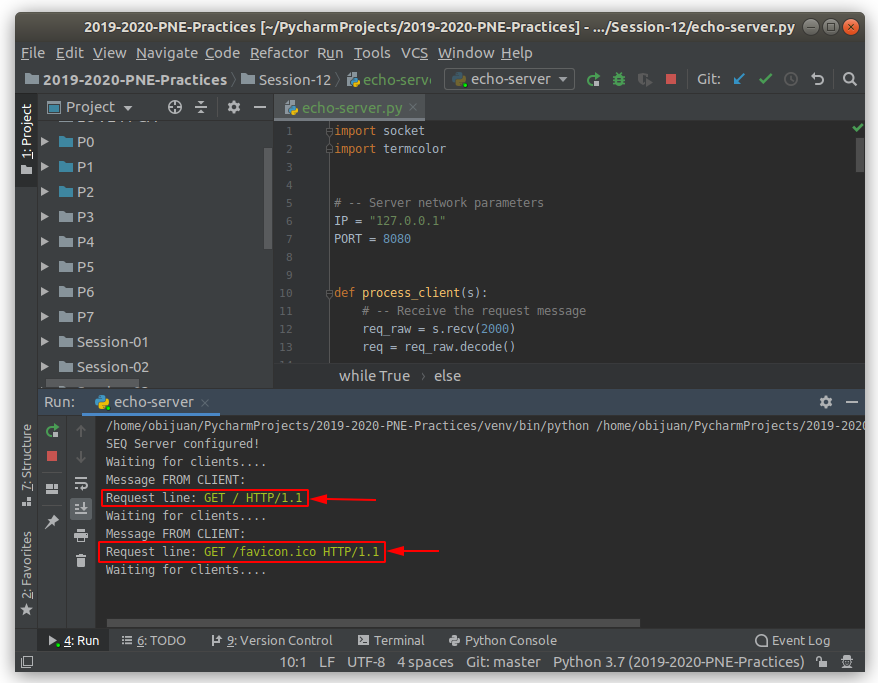 2019-2020-PNE-Practices [~/PycharmProjects/2019-2020-PNE-Practices] - .../Session-12/echo-server.py
File Edit View Navigate Code Refactor Run Tools VCS Window Help
2019-2020-PNE-Practices Session-12 echo-serv echo-server Git:
1: Project
Project
P0
P1
P2
P3
P4
P5
P6
P7
Session-01
Session-02
echo-server.py
1 import socket
2 import termcolor
3
4
5 # -- Server network parameters
6 IP = "127.0.0.1"
7 PORT = 8080
8
9
10 def process_client(s):
11 # -- Receive the request message
12 req_raw = s.recv(2000)
13 req = req_raw.decode()
while True › else
Run: echo-server
7: Structure
2: Favorites
/home/obijuan/PycharmProjects/2019-2020-PNE-Practices/venv/bin/python /home/obijuan/PycharmProjects/2019-202
SEQ Server configured!
Waiting for clients....
Message FROM CLIENT:
Request line: GET / HTTP/1.1
Waiting for clients....
Message FROM CLIENT:
Request line: GET /favicon.ico HTTP/1.1
Waiting for clients....
4: Run 6: TODO 9: Version Control Terminal Python Console Event Log
10:1 LF UTF-8 4 spaces Git: master Python 3.7 (2019-2020-PNE-Practices)